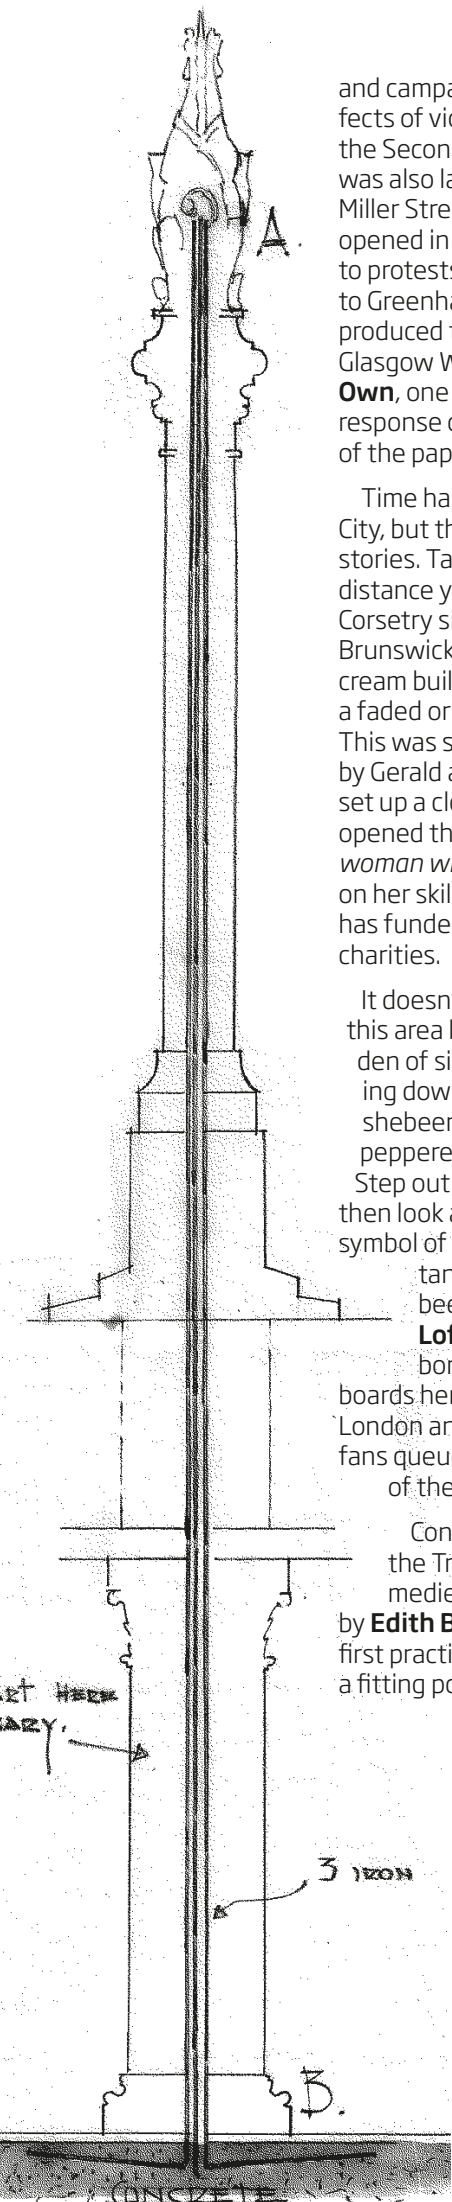 A.
and campa
fects of vic
the Secon
was also la
Miller Stre
opened in
to protests
to Greenha
produced t
Glasgow W
Own, one
response o
of the pap
Time ha
City, but th
stories. Ta
distance y
Corsetry si
Brunswick
cream buil
a faded or
This was s
by Gerald a
set up a clo
opened th
woman wh
on her skil
has funde
charities.
It doesn
this area l
den of si
ing dow
shebeen
peppere
Step out
then look a
symbol of
tan
bee
Lof
bor
boards her
London an
fans queu
of the
Con
the Tr
medie
by Edith B
first practi
a fitting po
HERE
3 IRON
B.
CONCRETE